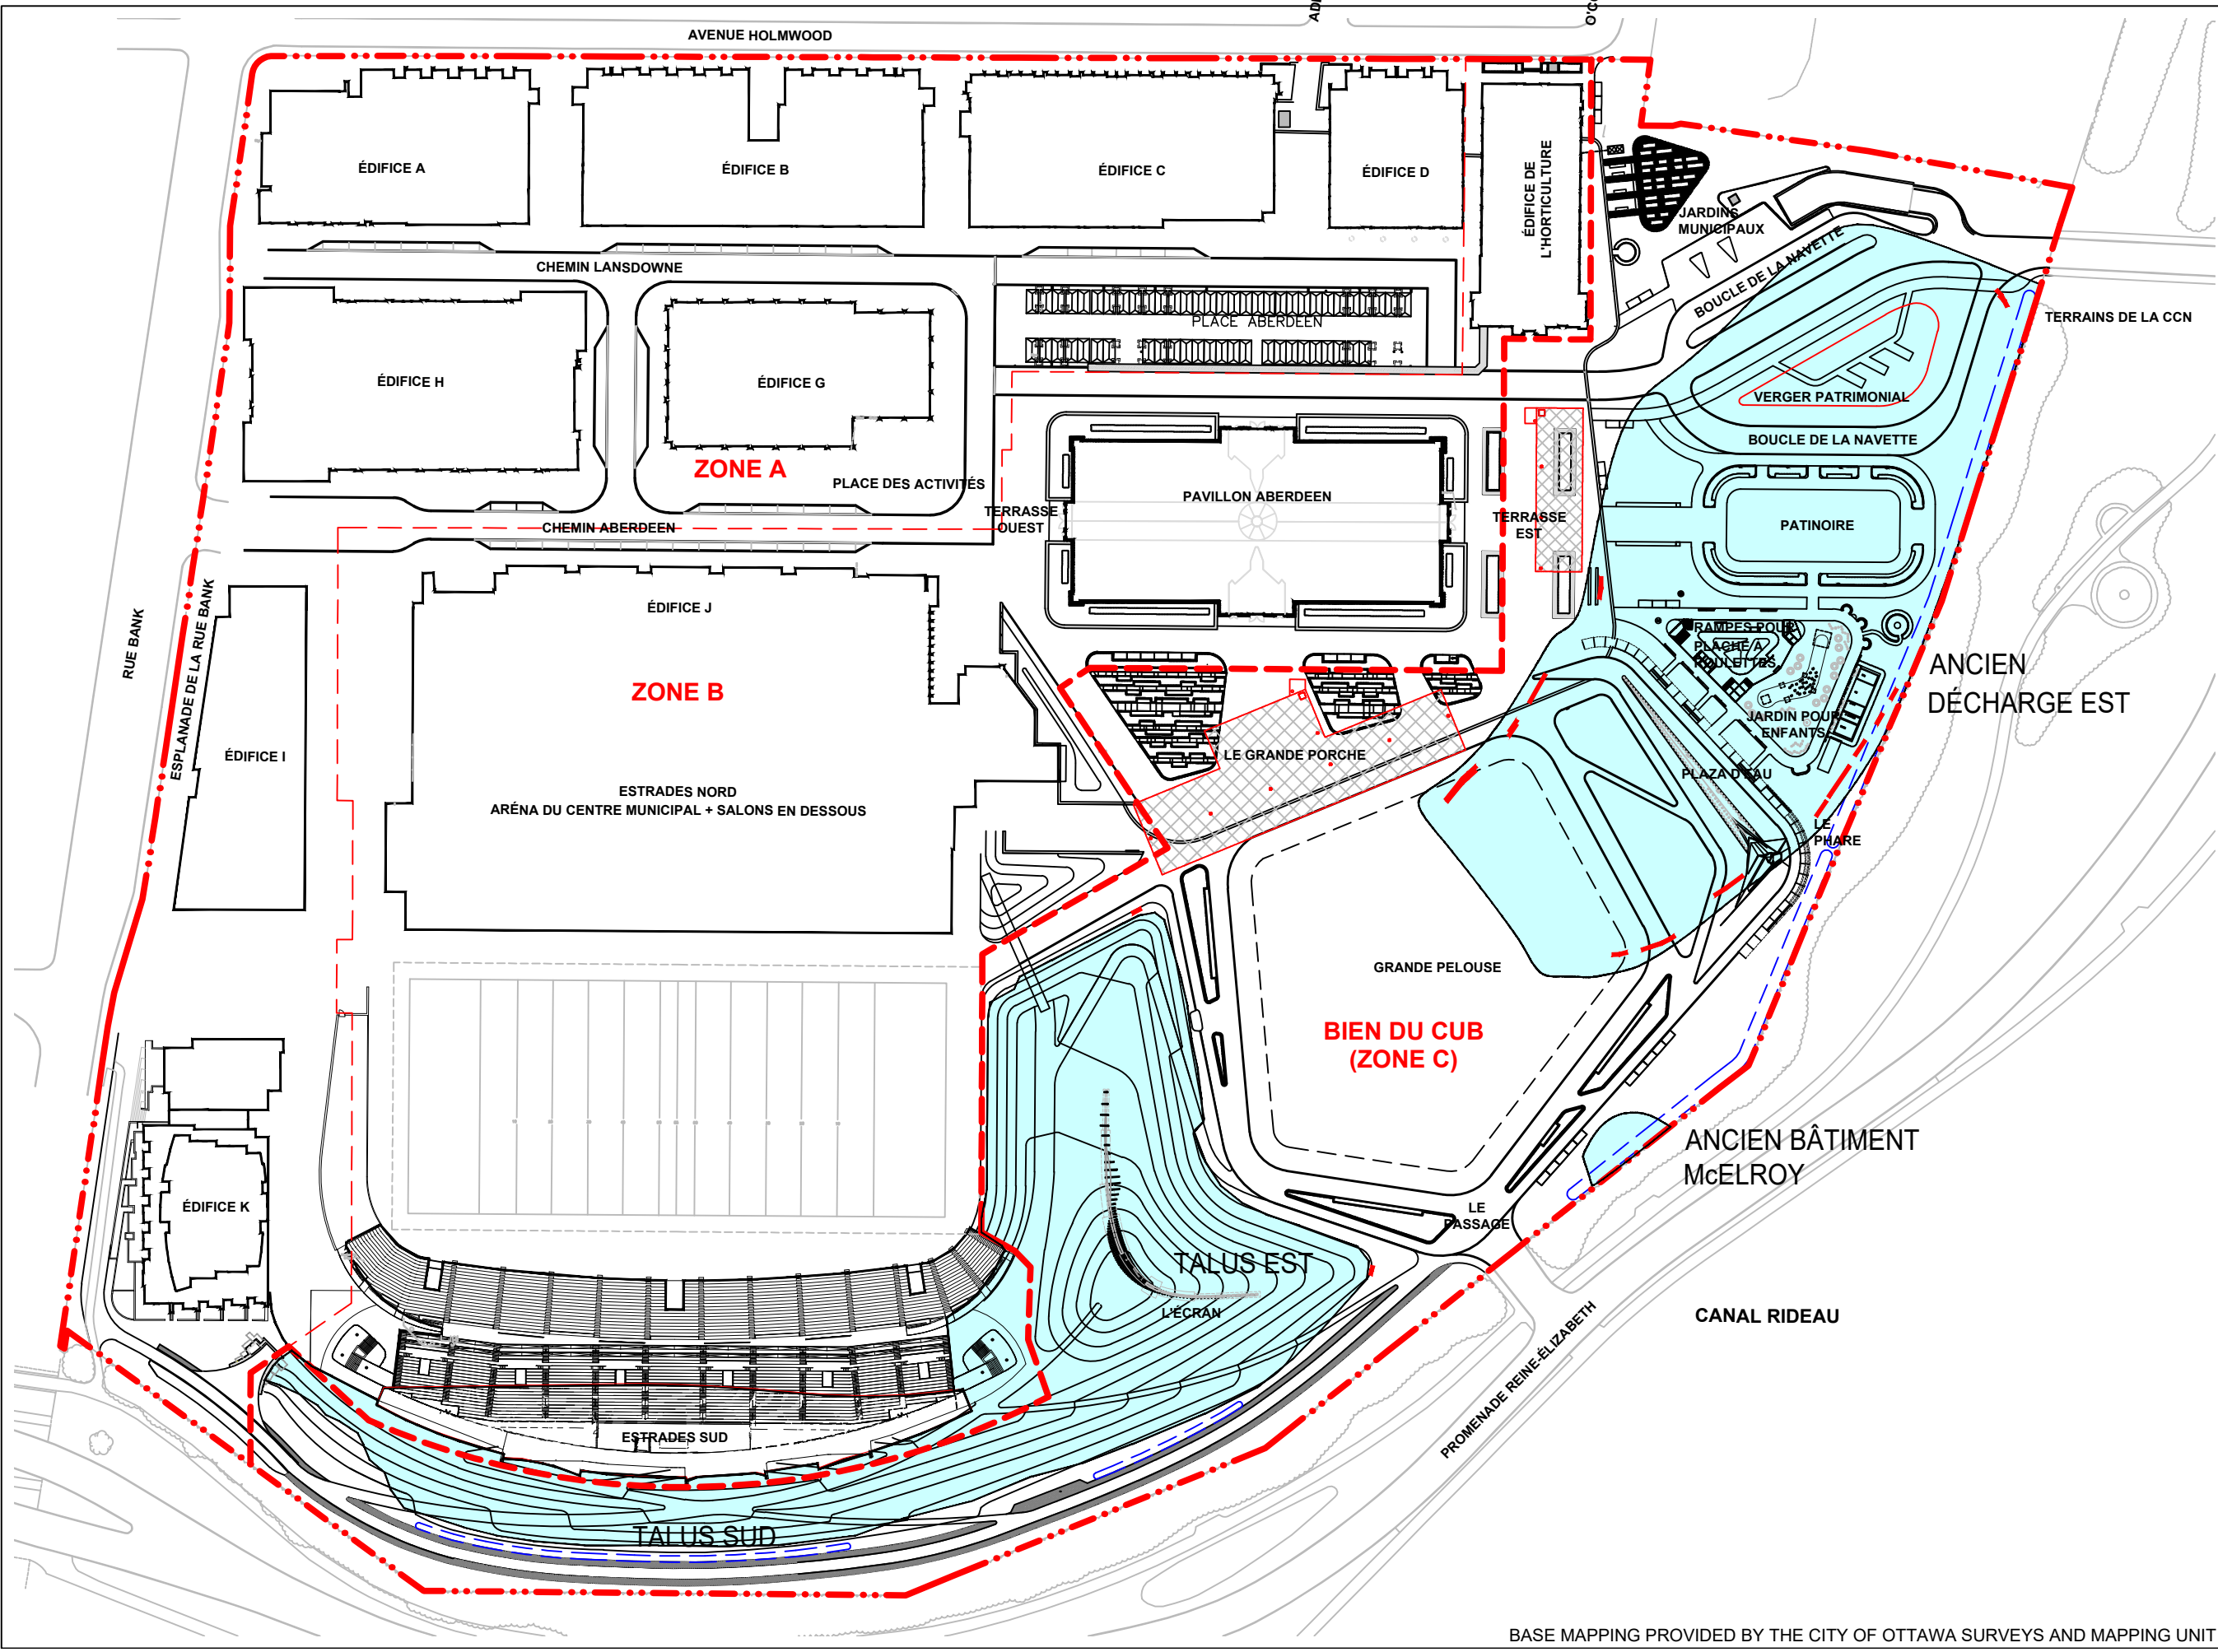 AVENUE HOLMWOOD
ÉDIFICE A
ÉDIFICE B
ÉDIFICE C
ÉDIFICE D
ÉDIFICE DE
L'HORTICULTURE
JARDINS
MUNICIPAUX
BOUCLE DE LA NAVETTE
CHEMIN LANSDOWNE
PLACE ABERDEEN
TERRAINS DE LA CCN
ÉDIFICE H
ÉDIFICE G
VERGER PATRIMONIAL
BOUCLE DE LA NAVETTE
ZONE A
PLACE DES ACTIVITÉS
PAVILLON ABERDEEN
TERRASSE
OUEST
TERRASSE
EST
PATINOIRE
CHEMIN ABERDEEN
RUE BANK
ESPLANADE DE LA RUE BANK
ÉDIFICE J
RAMPES POUR
PLACHE À
ROULETTES
ANCIEN
DÉCHARGE EST
ZONE B
JARDIN POUR
ENFANTS
ÉDIFICE I
LE GRANDE PORCHE
PLAZA D'EAU
ESTRADES NORD
ARÉNA DU CENTRE MUNICIPAL + SALONS EN DESSOUS
LE
PHARE
GRANDE PELOUSE
BIEN DU CUB
(ZONE C)
ANCIEN BÂTIMENT
McELROY
ÉDIFICE K
LE
PASSAGE
TALUS EST
L'ÉCRAN
CANAL RIDEAU
PROMENADE REINE-ÉLIZABETH
ESTRADES SUD
TALUS SUD
BASE MAPPING PROVIDED BY THE CITY OF OTTAWA SURVEYS AND MAPPING UNIT